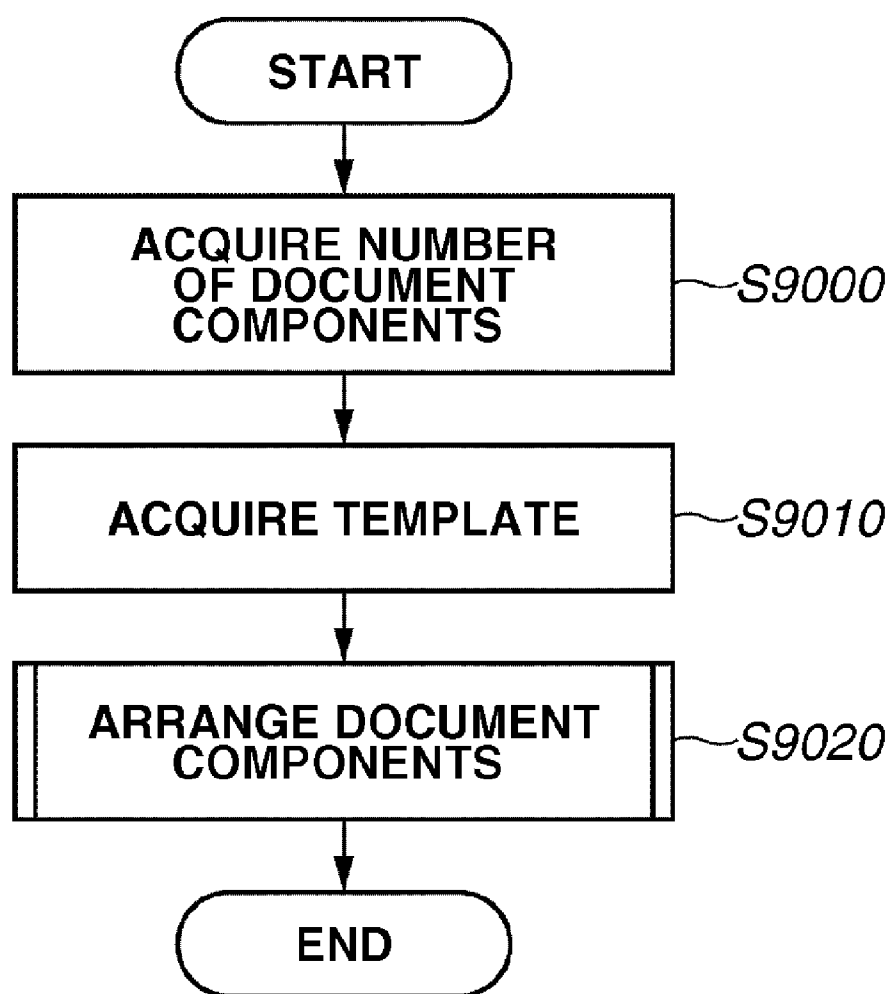 START
ACQUIRE NUMBER
OF DOCUMENT
COMPONENTS
S9000
ACQUIRE TEMPLATE
S9010
ARRANGE DOCUMENT
COMPONENTS
S9020
END